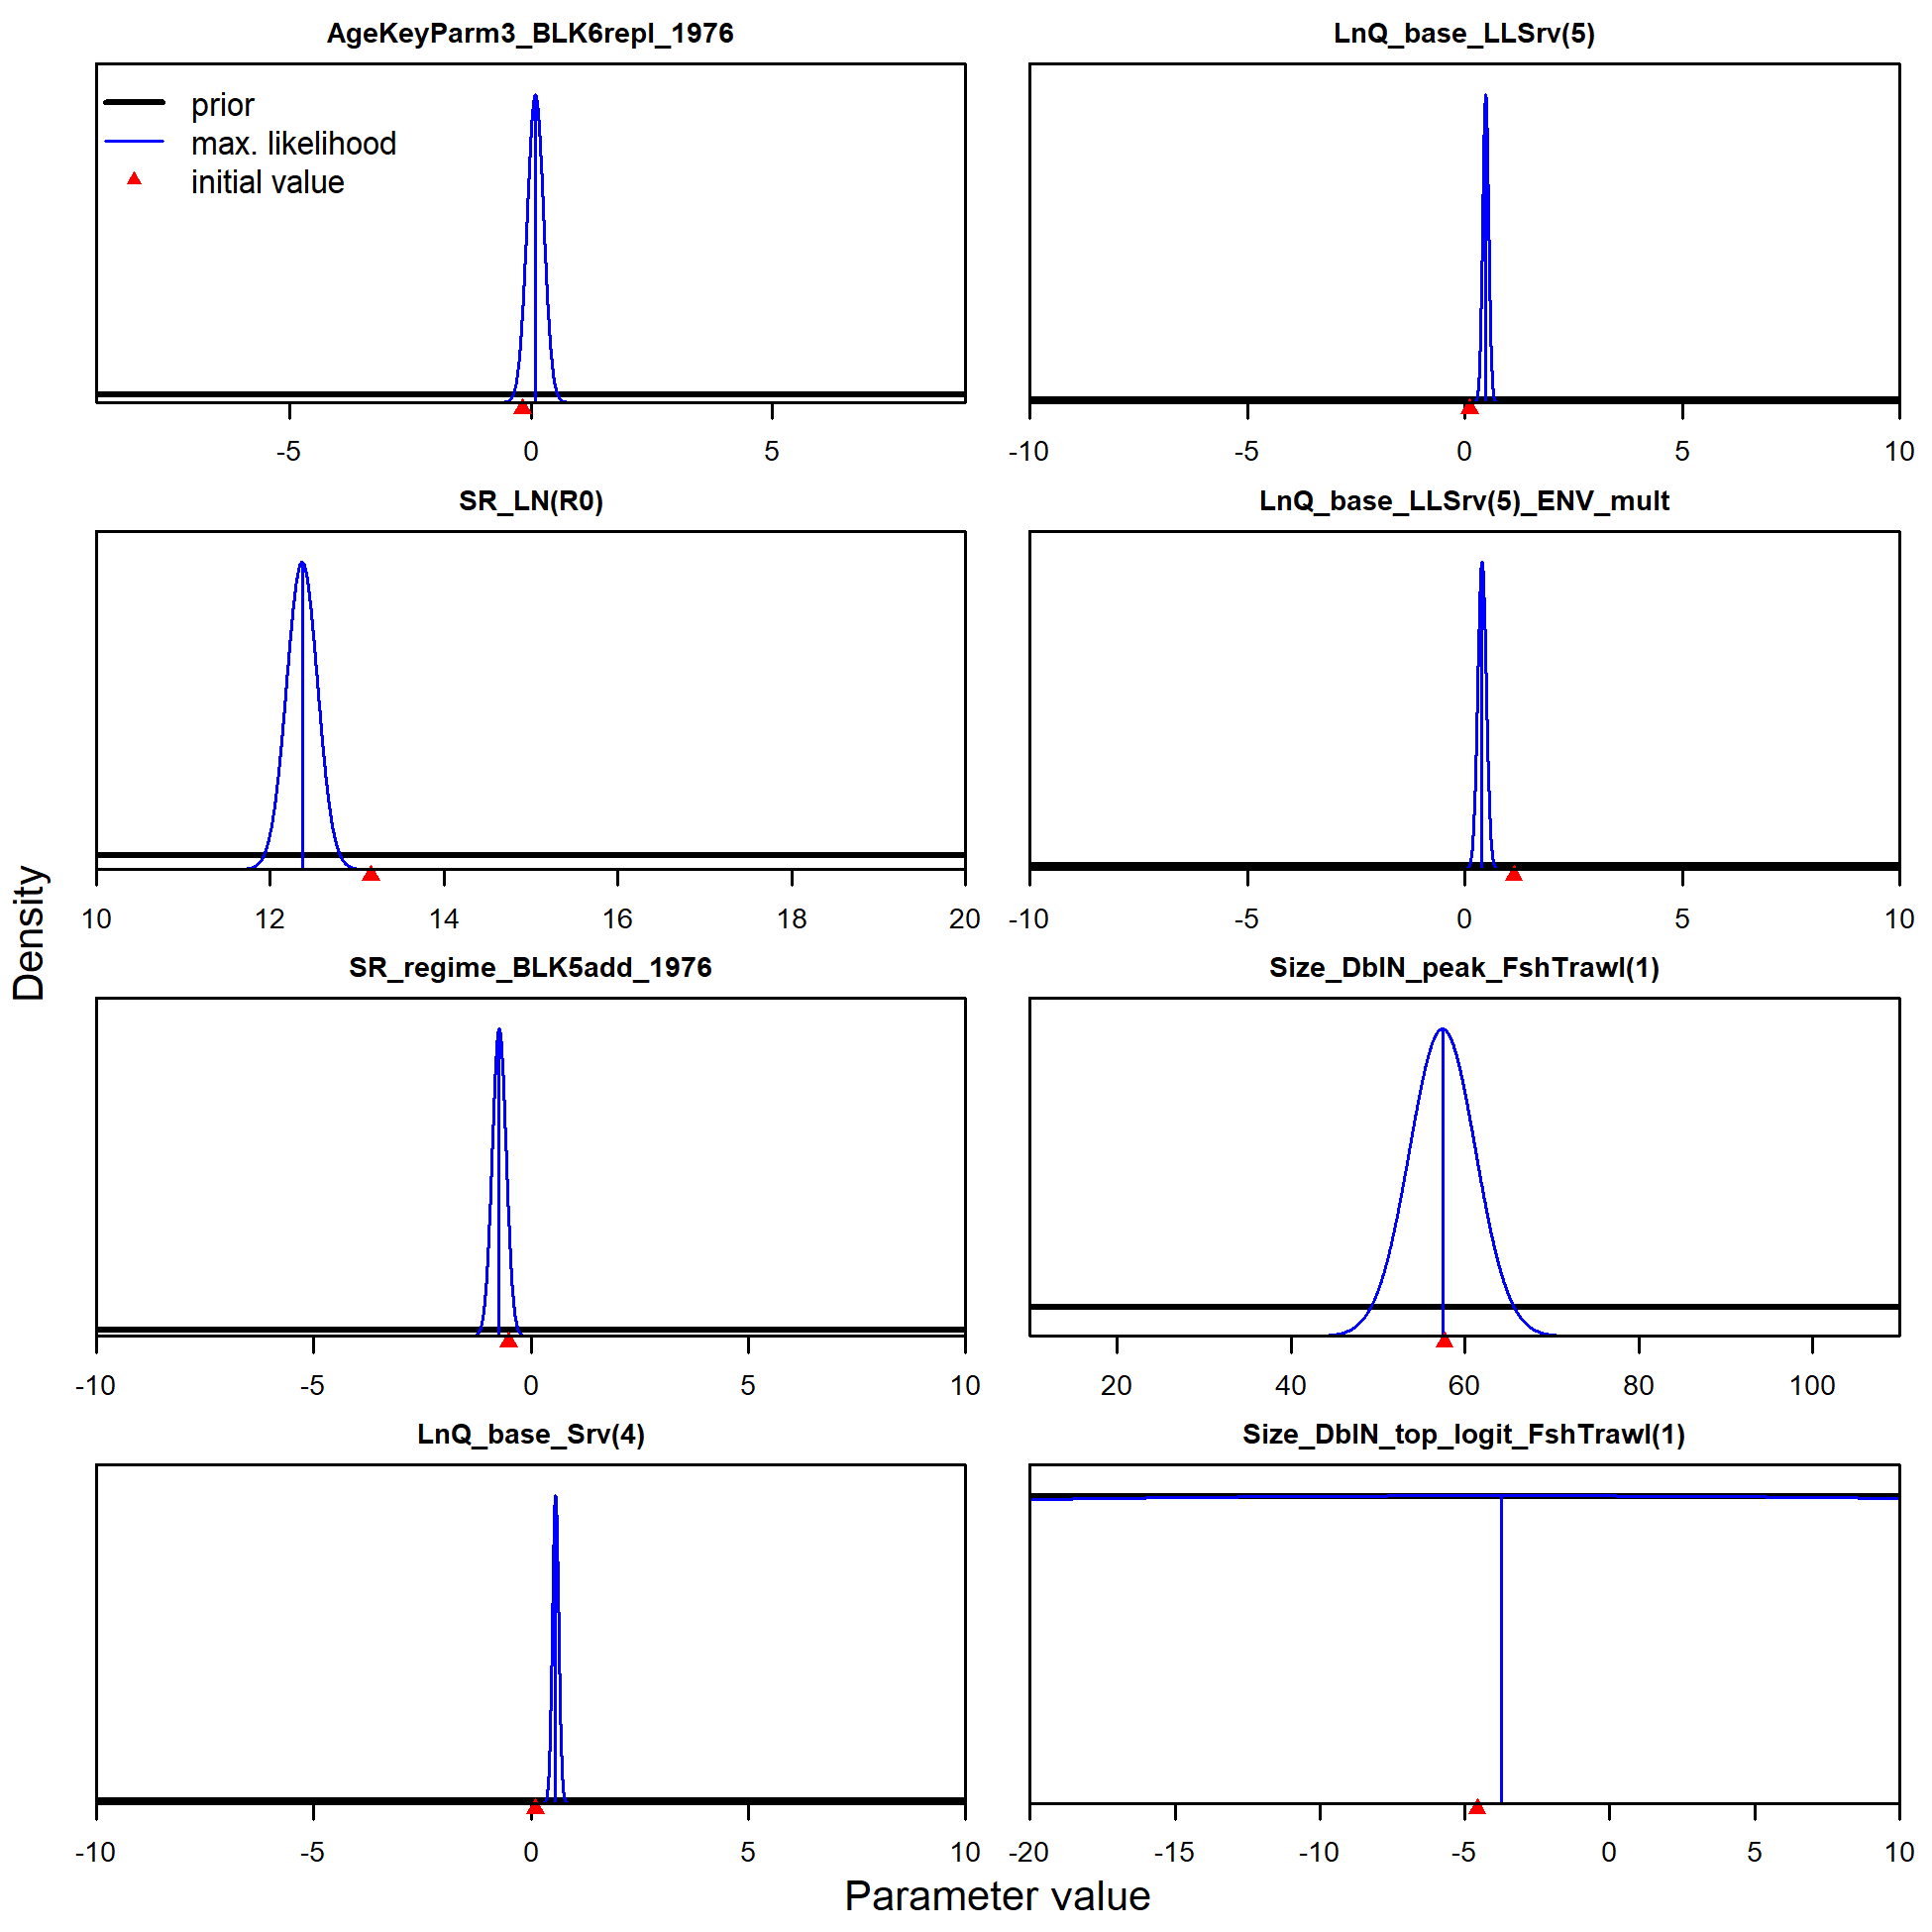 AgeKeyParm3_BLK6repl_1976
prior
max. likelihood
initial value
-5 0 5
LnQ_base_LLSrv(5)
-10 -5 0 5 10
SR_LN(R0)
10 12 14 16 18 20
LnQ_base_LLSrv(5)_ENV_mult
-10 -5 0 5 10
SR_regime_BLK5add_1976
-10 -5 0 5 10
Size_DblN_peak_FshTrawl(1)
20 40 60 80 100
LnQ_base_Srv(4)
-10 -5 0 5 10
Size_DblN_top_logit_FshTrawl(1)
-20 -15 -10 -5 0 5 10
Density
Parameter value